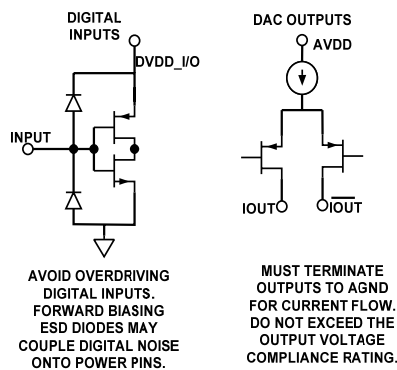 DIGITAL
INPUTS
DVDD_I/O
INPUT
AVOID OVERDRIVING
DIGITAL INPUTS.
FORWARD BIASING
ESD DIODES MAY
COUPLE DIGITAL NOISE
ONTO POWER PINS.
DAC OUTPUTS
AVDD
IOUT
IOUT
MUST TERMINATE
OUTPUTS TO AGND
FOR CURRENT FLOW.
DO NOT EXCEED THE
OUTPUT VOLTAGE
COMPLIANCE RATING.